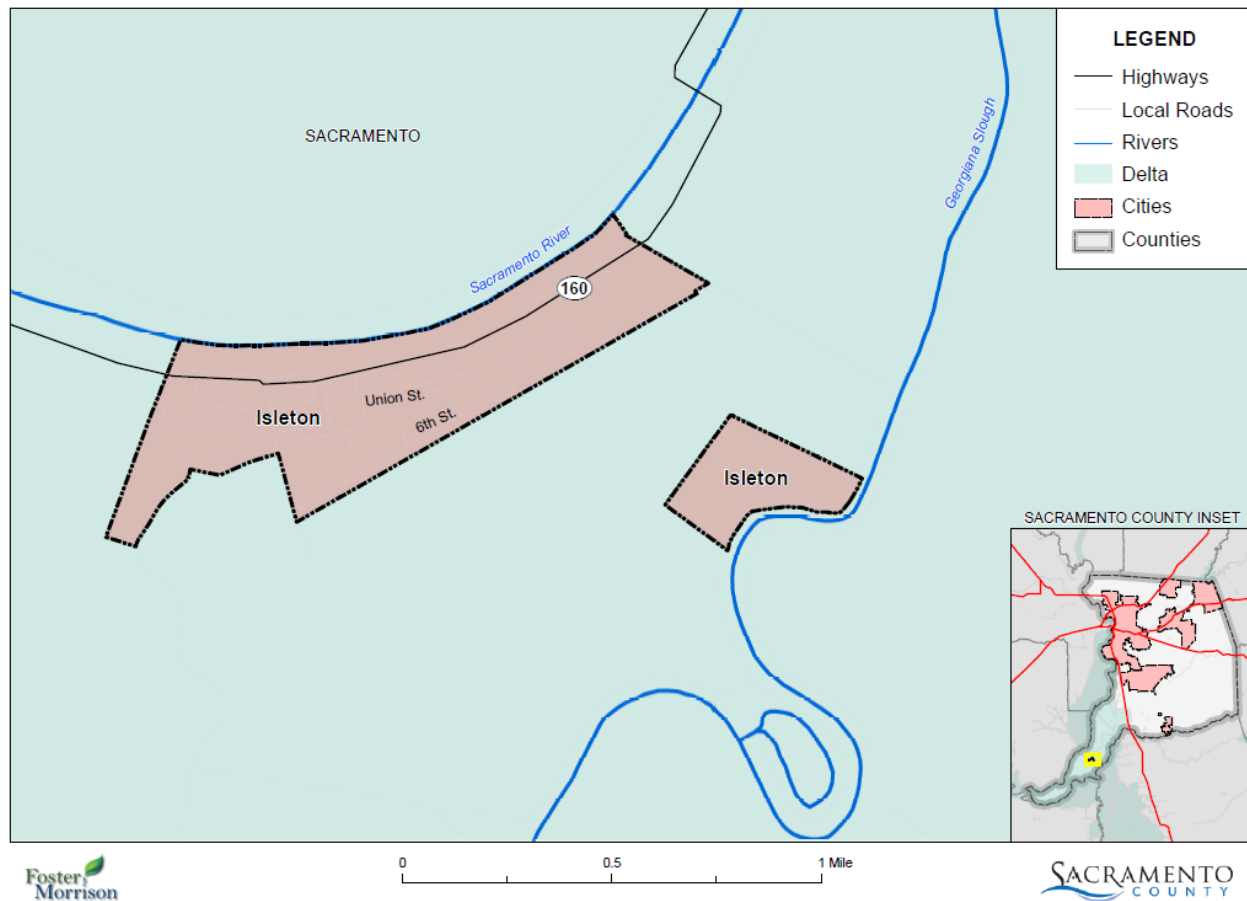 SACRAMENTO
Sacramento River
160
Georgiana Slough
Union St.
6th St.
Isleton
Isleton
LEGEND
Highways
Local Roads
Rivers
Delta
Cities
Counties
SACRAMENTO COUNTY INSET
Foster
Morrison
0 0.5 1 Mile
SACRAMENTO
COUNTY